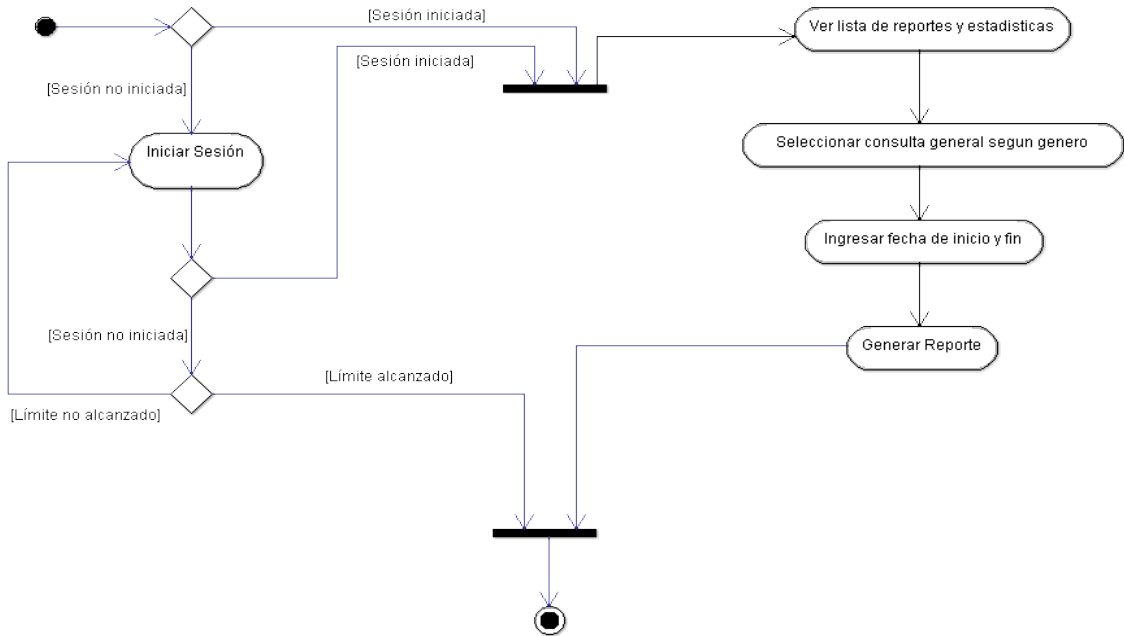 [Sesión iniciada]
Ver lista de reportes y estadisticas
[Sesión iniciada]
[Sesión no iniciada]
Iniciar Sesión
Seleccionar consulta general segun genero
Ingresar fecha de inicio y fin
[Sesión no iniciada]
Generar Reporte
[Límite alcanzado]
[Límite no alcanzado]